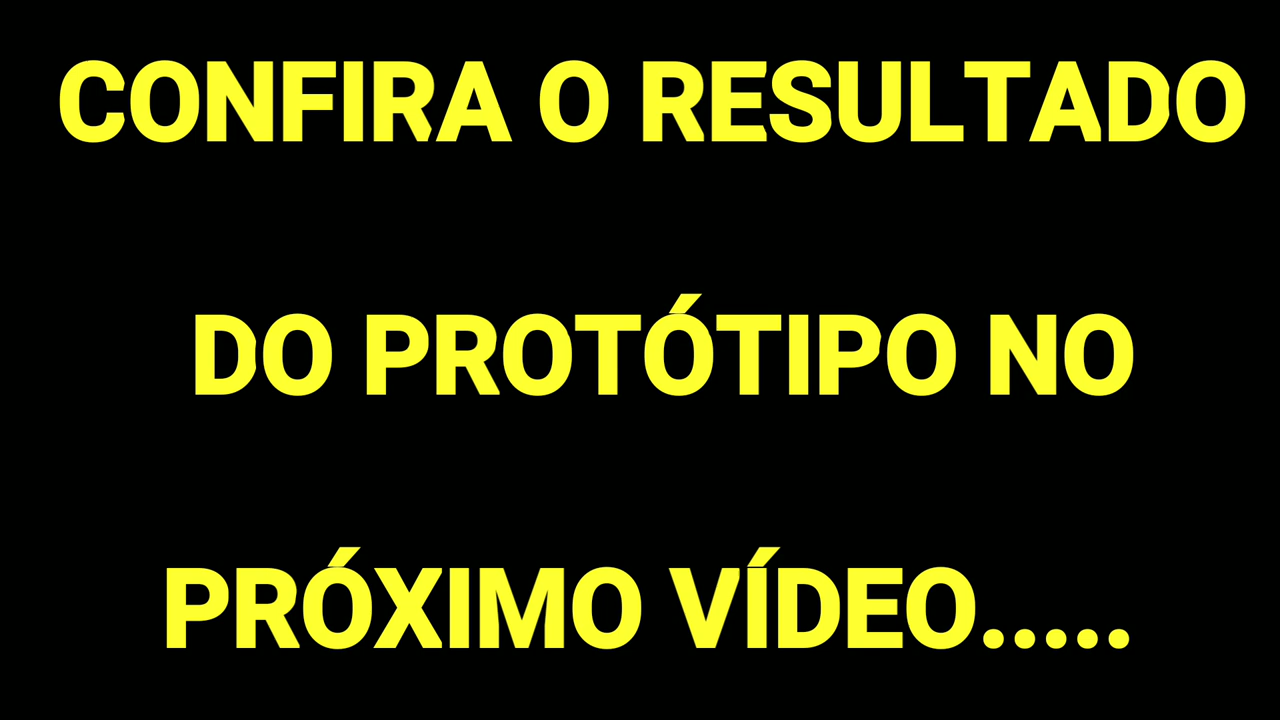 CONFIRA O RESULTADO
DO PROTÓTIPO NO
PRÓXIMO VÍDEO.....